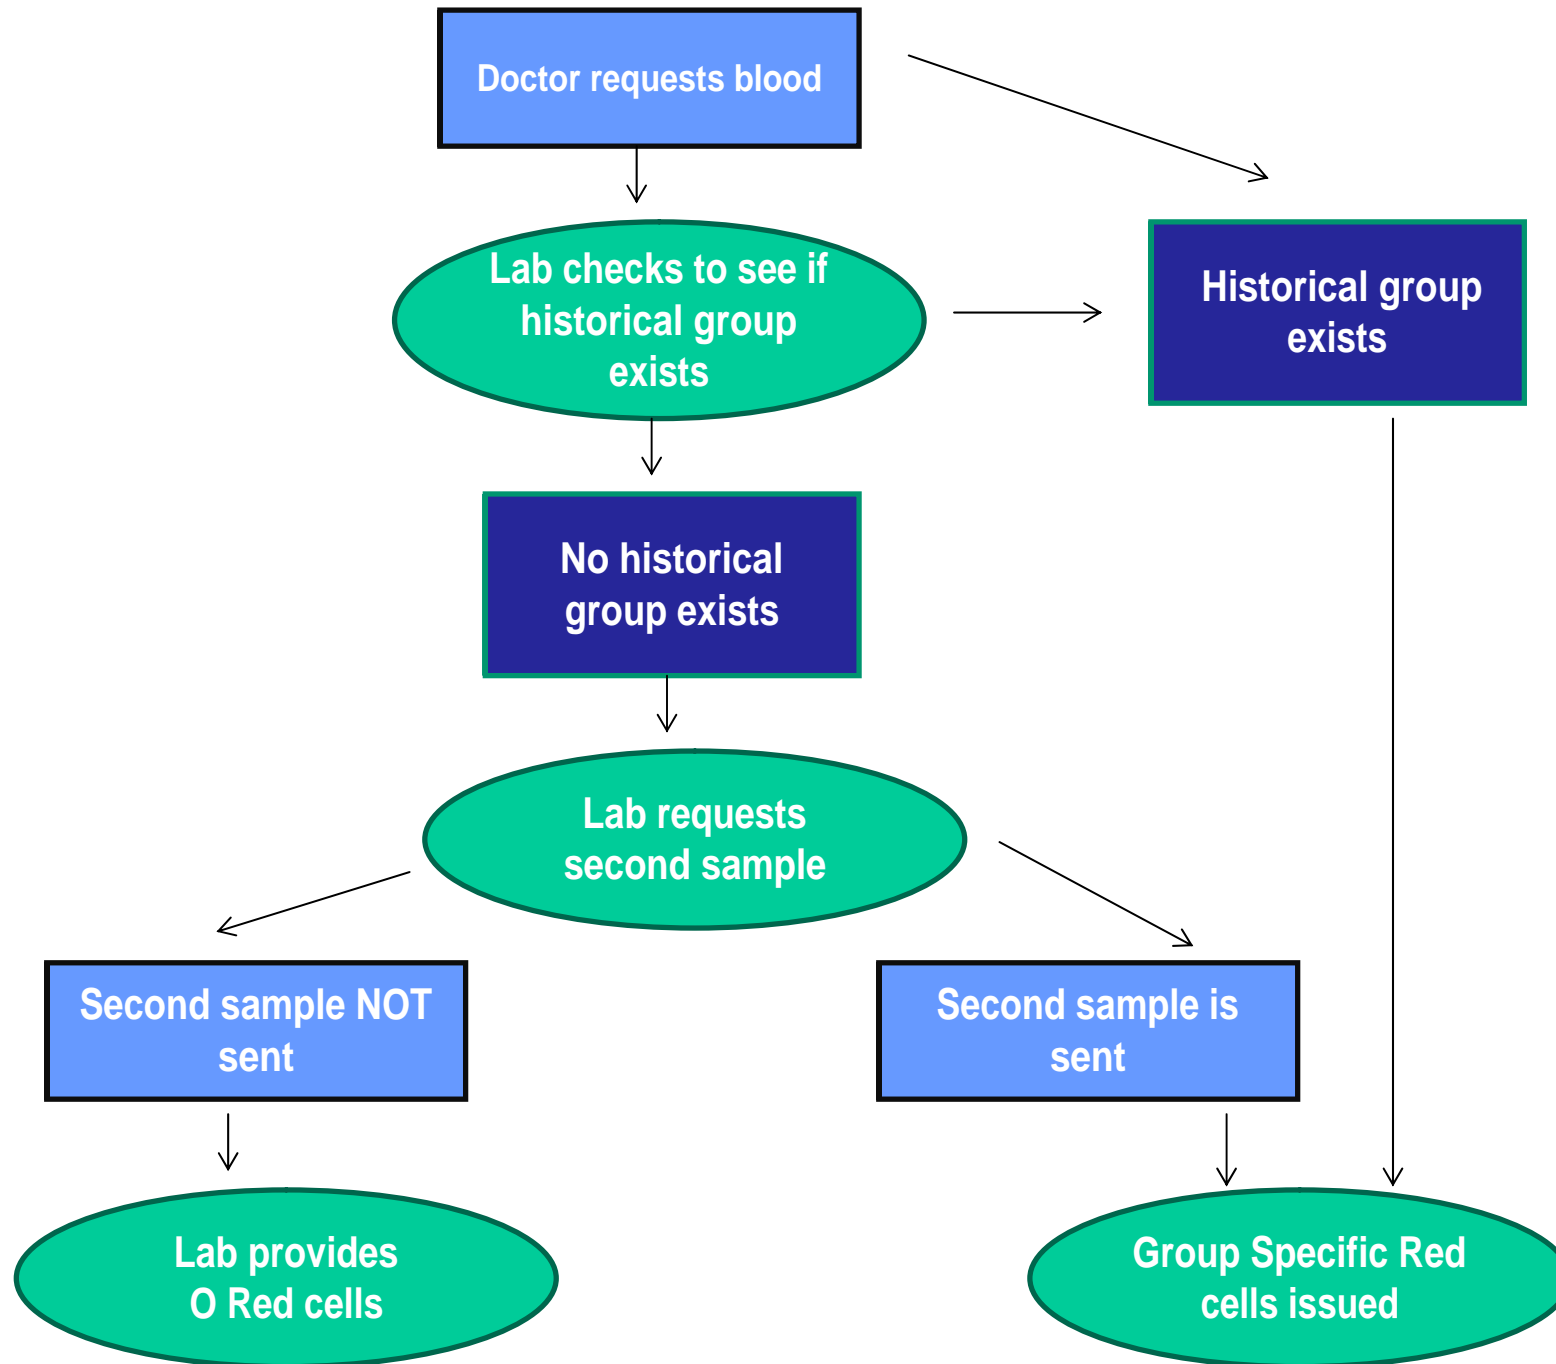 Doctor requests blood
Lab checks to see if
historical group
exists
Historical group
exists
No historical
group exists
Lab requests
second sample
Second sample NOT
sent
Second sample is
sent
Lab provides
O Red cells
Group Specific Red
cells issued